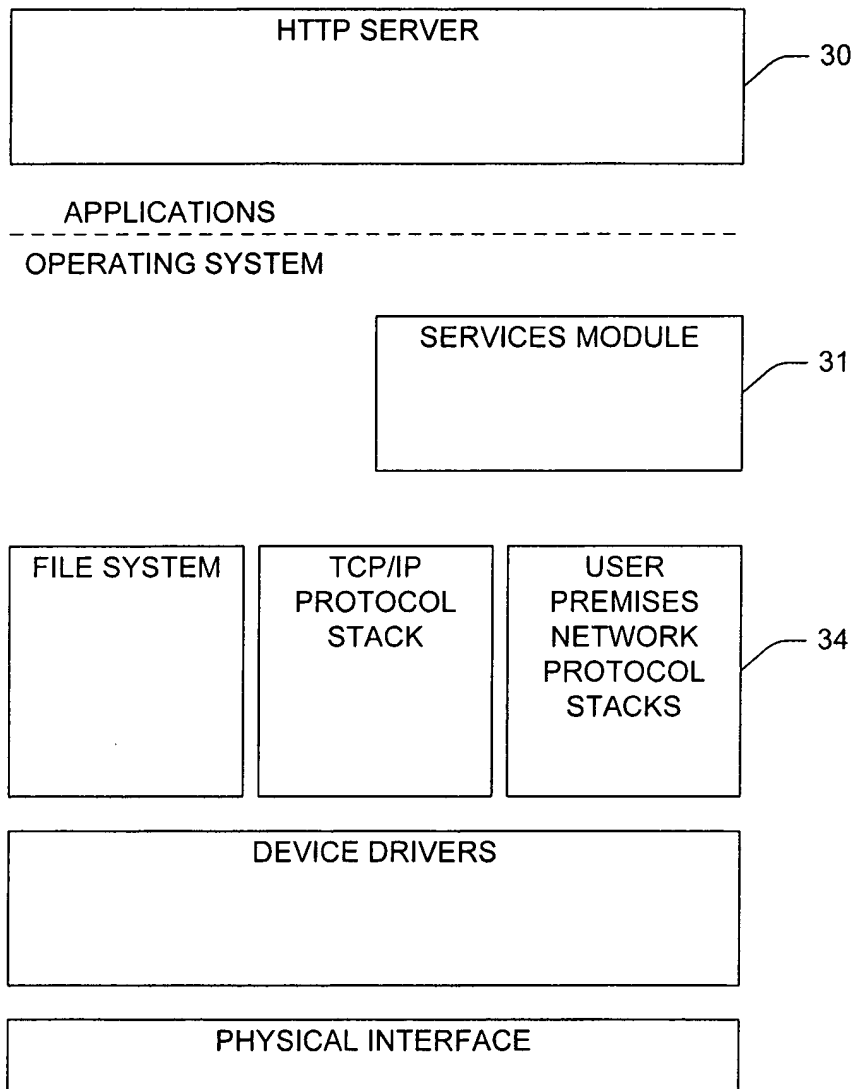 HTTP SERVER
30
APPLICATIONS
OPERATING SYSTEM
SERVICES MODULE
31
FILE SYSTEM
TCP/IP
PROTOCOL
STACK
USER
PREMISES
NETWORK
PROTOCOL
STACKS
34
DEVICE DRIVERS
PHYSICAL INTERFACE